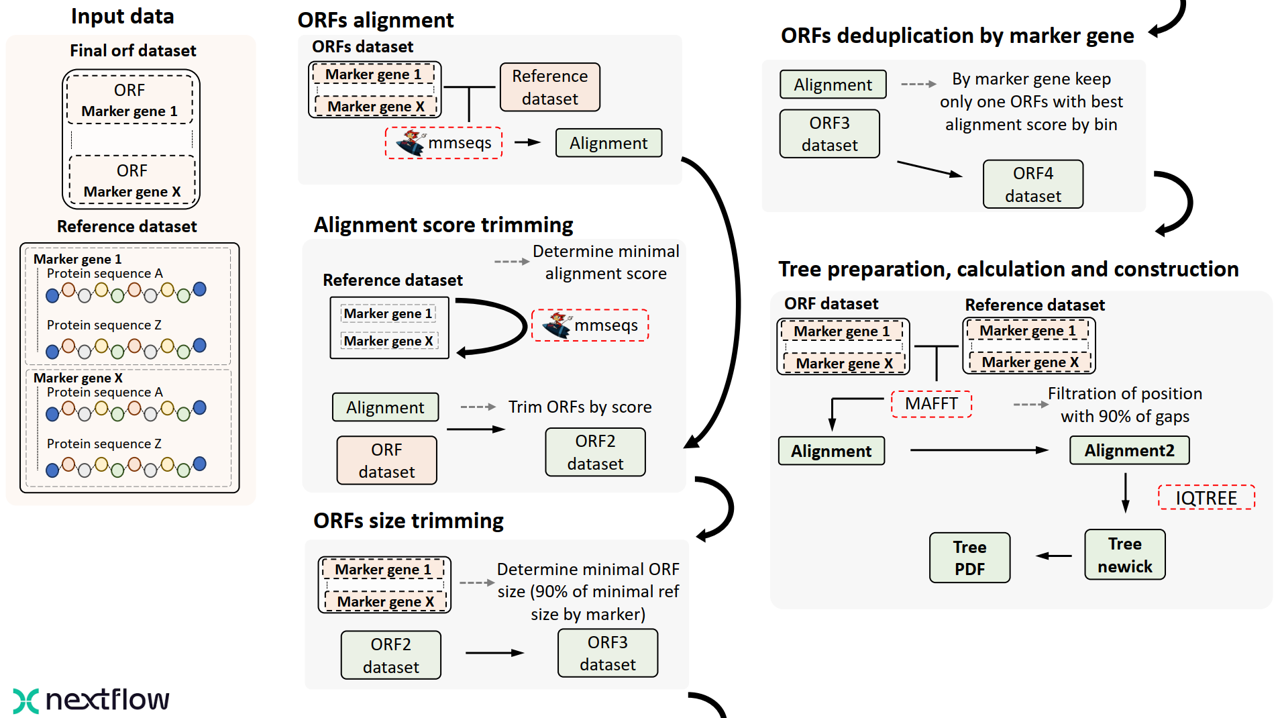 Input data
Final orf dataset
ORF
Marker gene 1
ORF
Marker gene X
Reference dataset
Marker gene 1
Protein sequence A
Protein sequence Z
Marker gene X
Protein sequence A
Protein sequence Z
nextflow
ORFs alignment
ORFs dataset
Marker gene 1
Marker gene X
Reference
dataset
mmseqs
Alignment
Alignment score trimming
Determine minimal
alignment score
Reference dataset
Marker gene 1
Marker gene X
mmseqs
Alignment
Trim ORFs by score
ORF
dataset
ORF2
dataset
ORFs size trimming
Marker gene 1
Marker gene X
Determine minimal ORF
size (90% of minimal ref
size by marker)
ORF2
dataset
ORF3
dataset
ORFs deduplication by marker gene
Alignment
By marker gene keep
only one ORFs with best
alignment score by bin
ORF3
dataset
ORF4
dataset
Tree preparation, calculation and construction
ORF dataset
Marker gene 1
Marker gene X
Reference dataset
Marker gene 1
Marker gene X
MAFFT
Filtration of position
with 90% of gaps
Alignment
Alignment2
IQTREE
Tree
newick
Tree
PDF